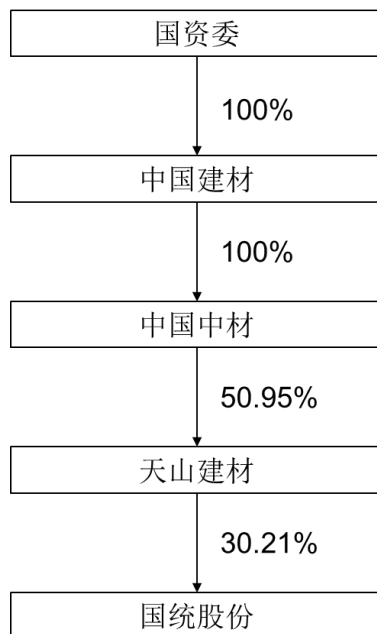 国资委
100%
中国建材
100%
中国中材
50.95%
天山建材
30.21%
国统股份